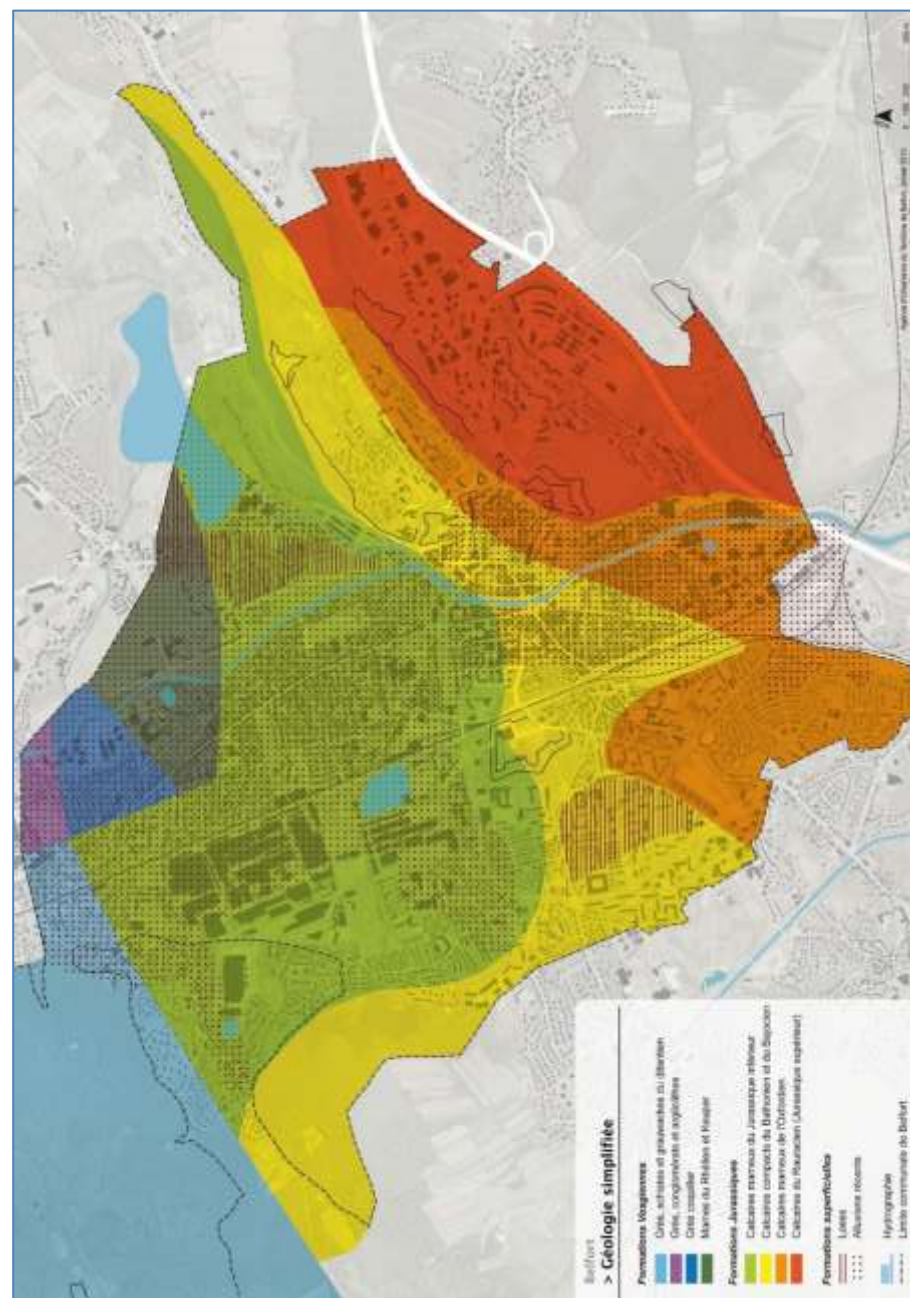 Belfort
> Géologie simplifiée
Formations Vosgiennes
Grès, schistes et grauwackes du dinantien
Grès, conglomérats et argilolithes
Grès coquillier
Marnes du Rhétien et Keuper
Formations Jurassiques
Calcaires marneux du Jurassique inférieur
Calcaires compacts du Bathonien et du Bajocien
Calcaires marneux de l'Oxfordien
Calcaires du Rauracien (Jurassique supérieur)
Formations superficielles
Loess
Alluvions récents
Hydrographie
Limite communale de Belfort